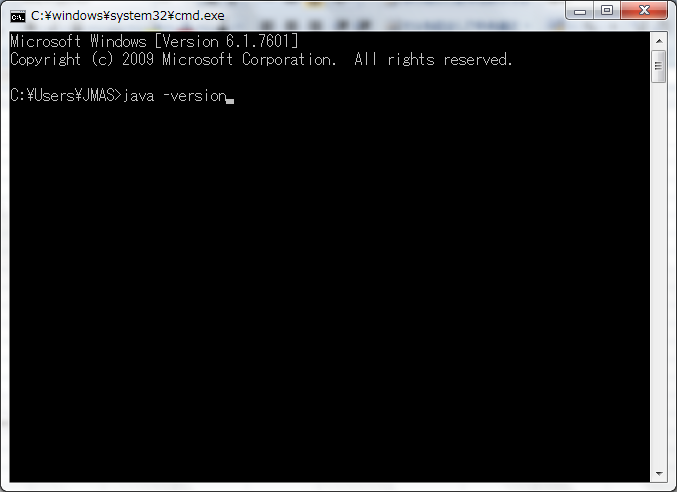 C:¥windows¥system32¥cmd.exe
Microsoft Windows [Version 6.1.7601]
Copyright (c) 2009 Microsoft Corporation.  All rights reserved.
C:¥Users¥JMAS>java -version